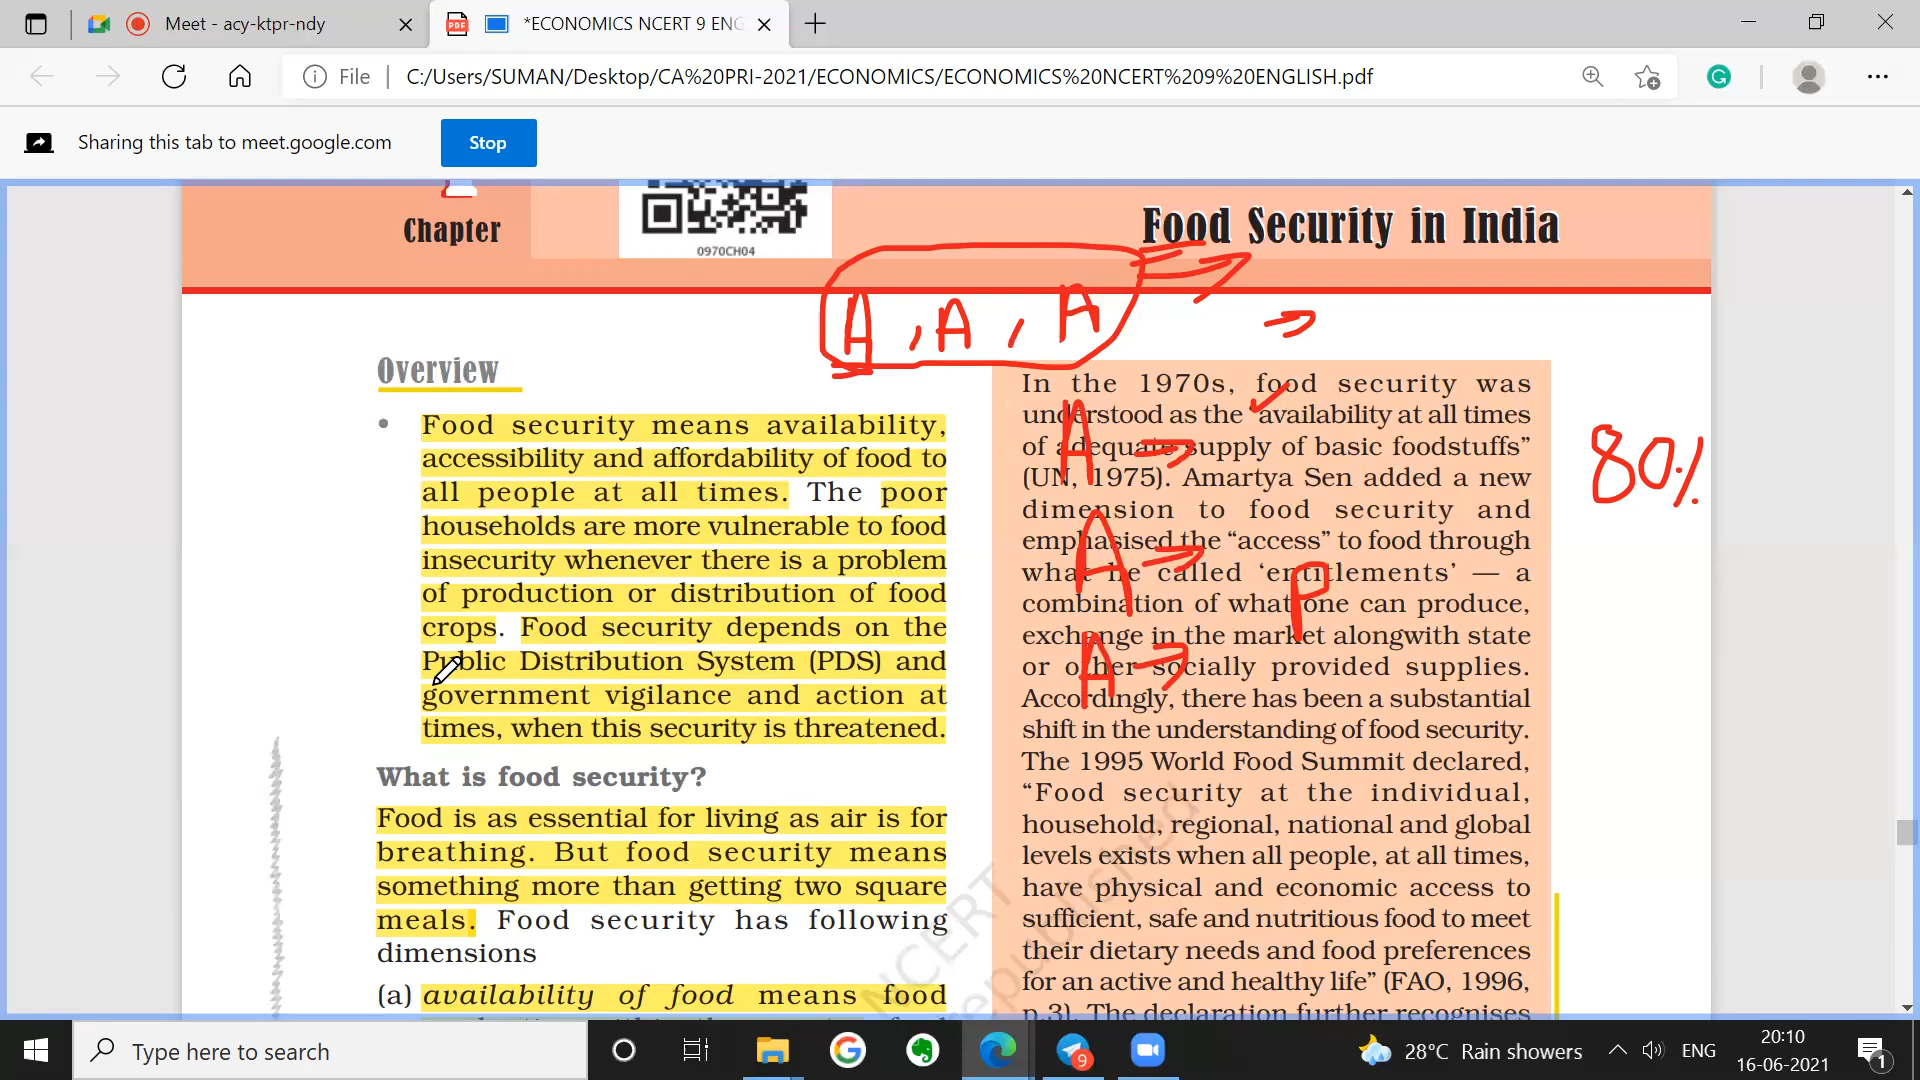 Meet - acy-ktpr-ndy
*ECONOMICS NCERT 9 ENG
File
C:/Users/SUMAN/Desktop/CA%20PRI-2021/ECONOMICS/ECONOMICS%20NCERT%209%20ENGLISH.pdf
Sharing this tab to meet.google.com
Stop
Chapter
0970CH04
Food Security in India
A , A , A
Overview
• Food security means availability,
accessibility and affordability of food to
all people at all times. The poor
households are more vulnerable to food
insecurity whenever there is a problem
of production or distribution of food
crops. Food security depends on the
Public Distribution System (PDS) and
government vigilance and action at
times, when this security is threatened.
What is food security?
Food is as essential for living as air is for
breathing. But food security means
something more than getting two square
meals. Food security has following
dimensions
(a) availability of food means food
In the 1970s, food security was
understood as the “availability at all times
of adequate supply of basic foodstuffs”
(UN, 1975). Amartya Sen added a new
dimension to food security and
emphasised the “access” to food through
what he called ‘entitlements’ — a
combination of what one can produce,
exchange in the market alongwith state
or other socially provided supplies.
Accordingly, there has been a substantial
shift in the understanding of food security.
The 1995 World Food Summit declared,
“Food security at the individual,
household, regional, national and global
levels exists when all people, at all times,
have physical and economic access to
sufficient, safe and nutritious food to meet
their dietary needs and food preferences
for an active and healthy life” (FAO, 1996,
p.3). The declaration further recognises
A
A
P
A
80%
NCERT
republished
Type here to search
9
28°C Rain showers
ENG
20:10
16-06-2021
1